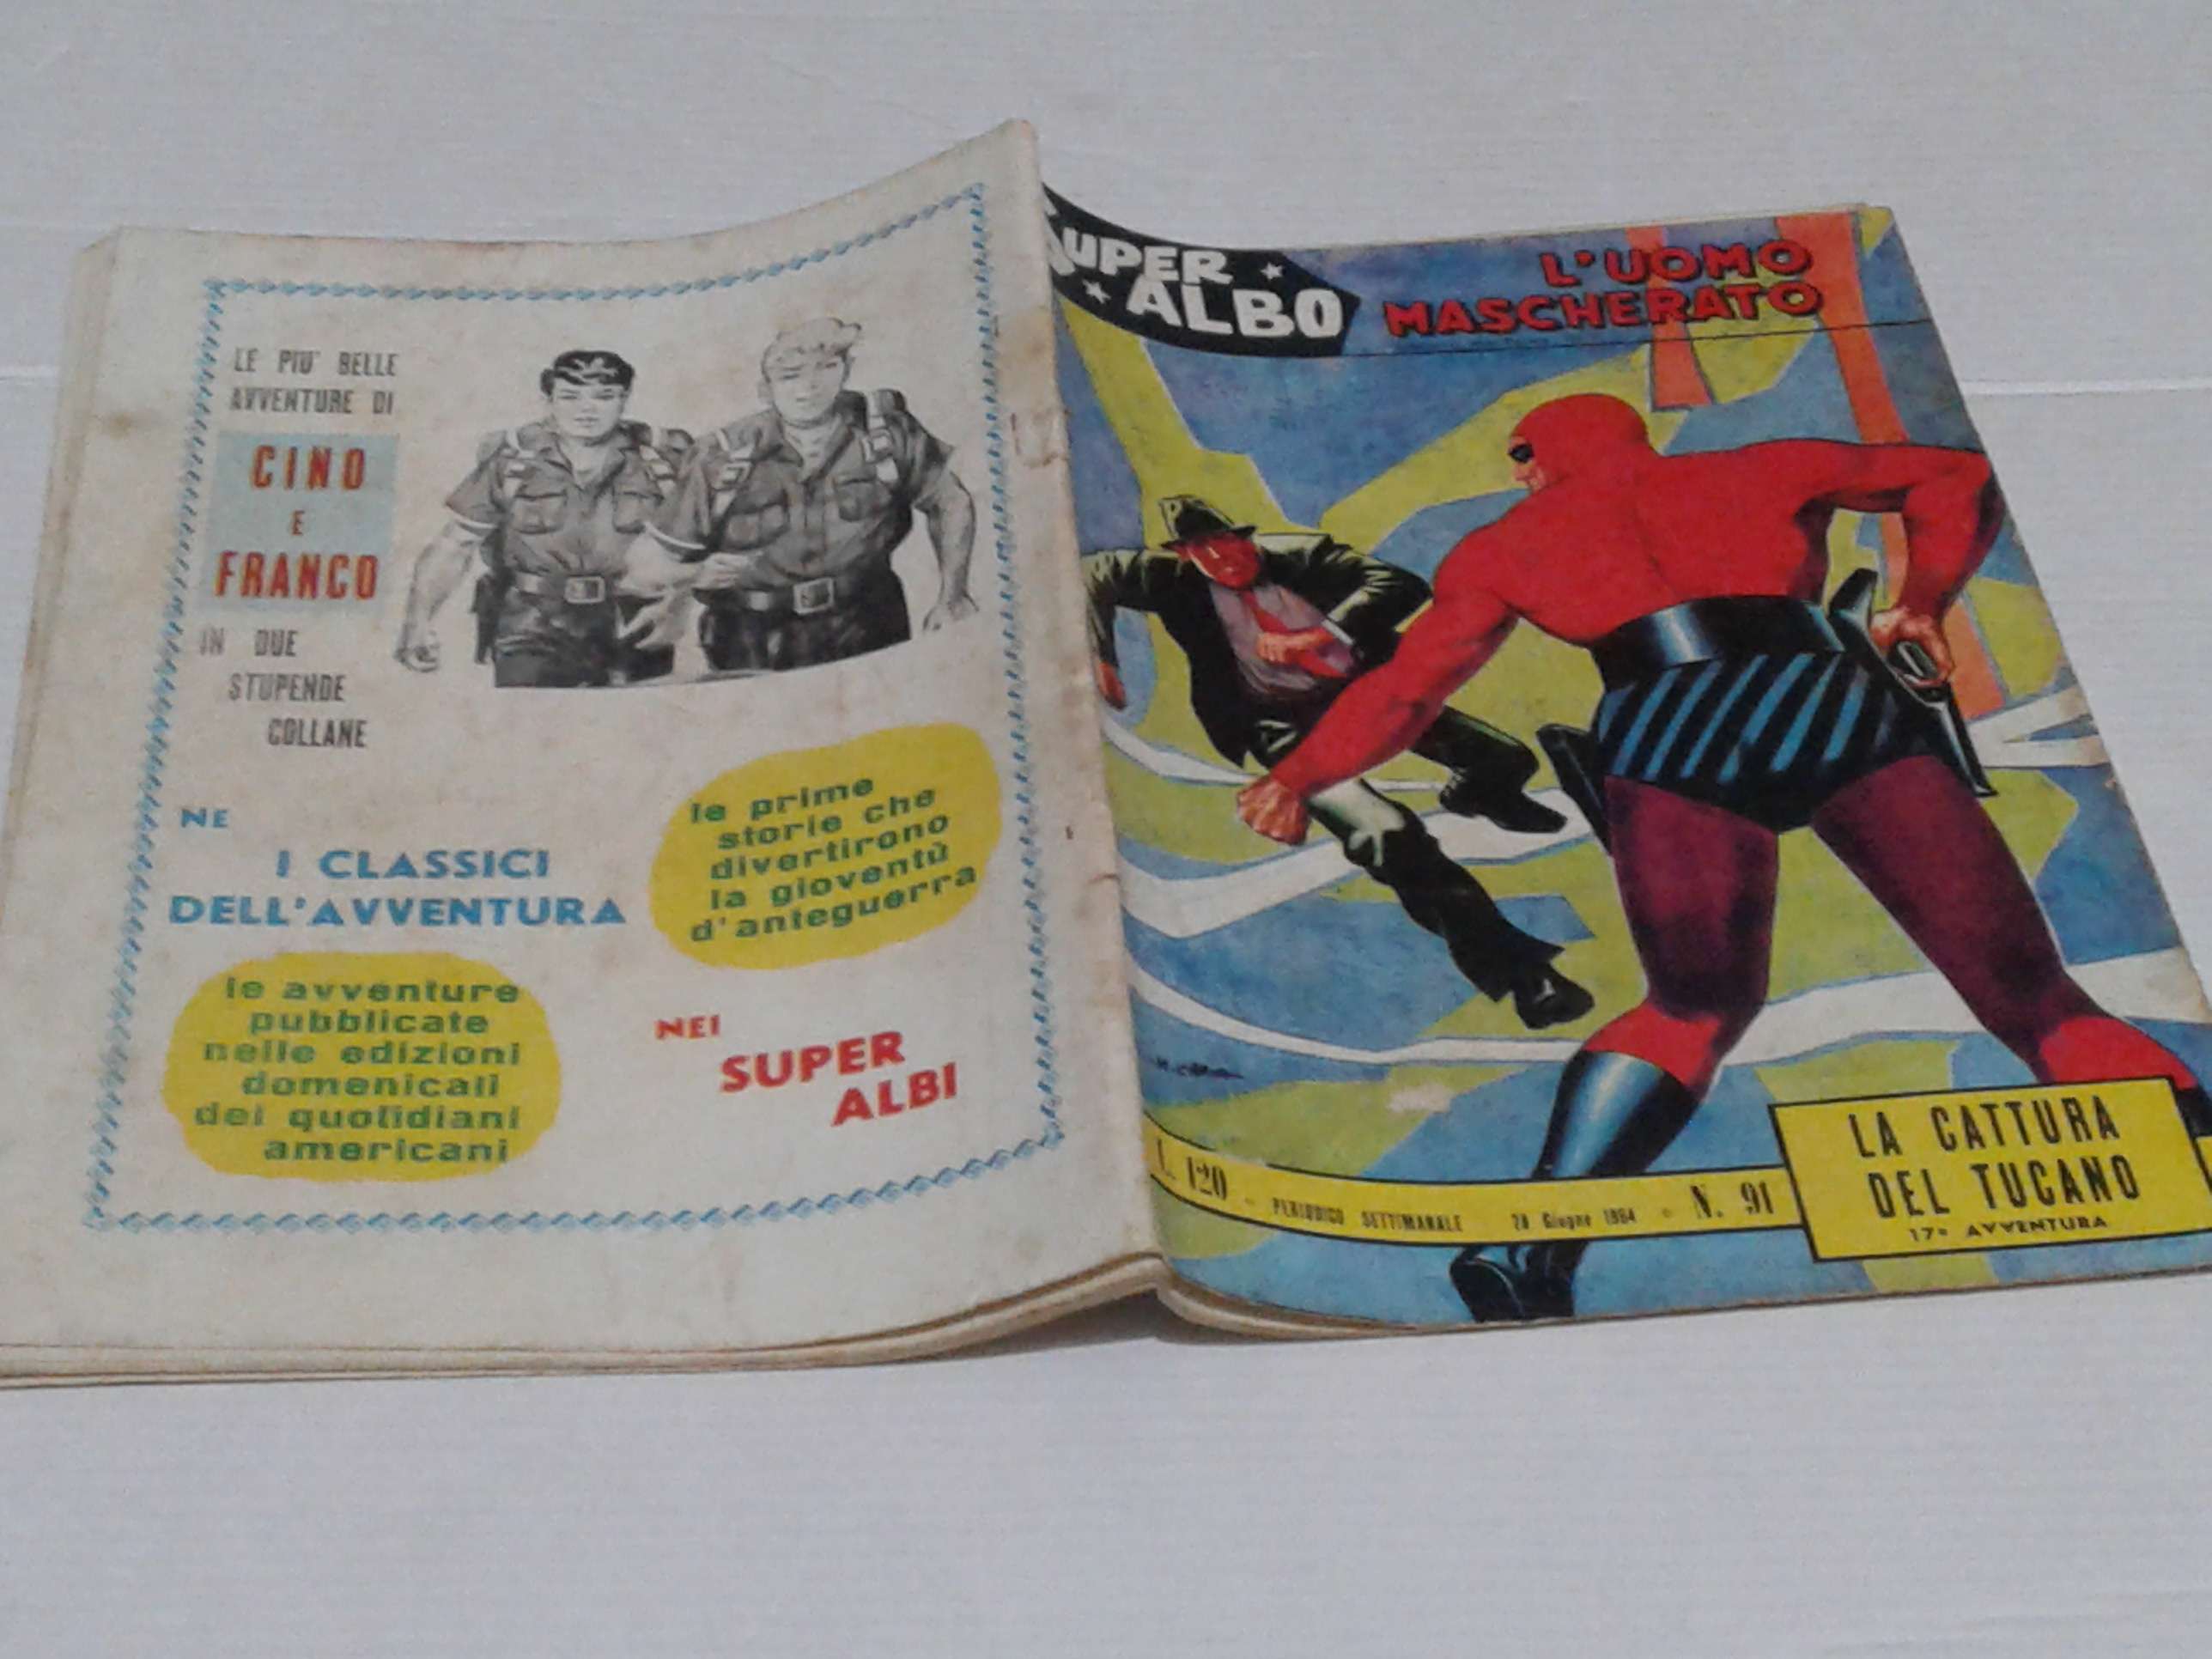 LE PIU' BELLE
AVVENTURE DI
CINO
E
FRANCO
IN DUE
STUPENDE
COLLANE
NE
I CLASSICI
DELL'AVVENTURA
le prime
storie che
divertirono
la gioventù
d'anteguerra
le avventure
pubblicate
nelle edizioni
domenicali
dei quotidiani
americani
NEI
SUPER
ALBI
SUPER
ALBO
L'UOMO
MASCHERATO
L. 120 - PERIODICO SETTIMANALE - Giugno 1964 - N. 91
LA CATTURA
DEL TUCANO
17ª AVVENTURA